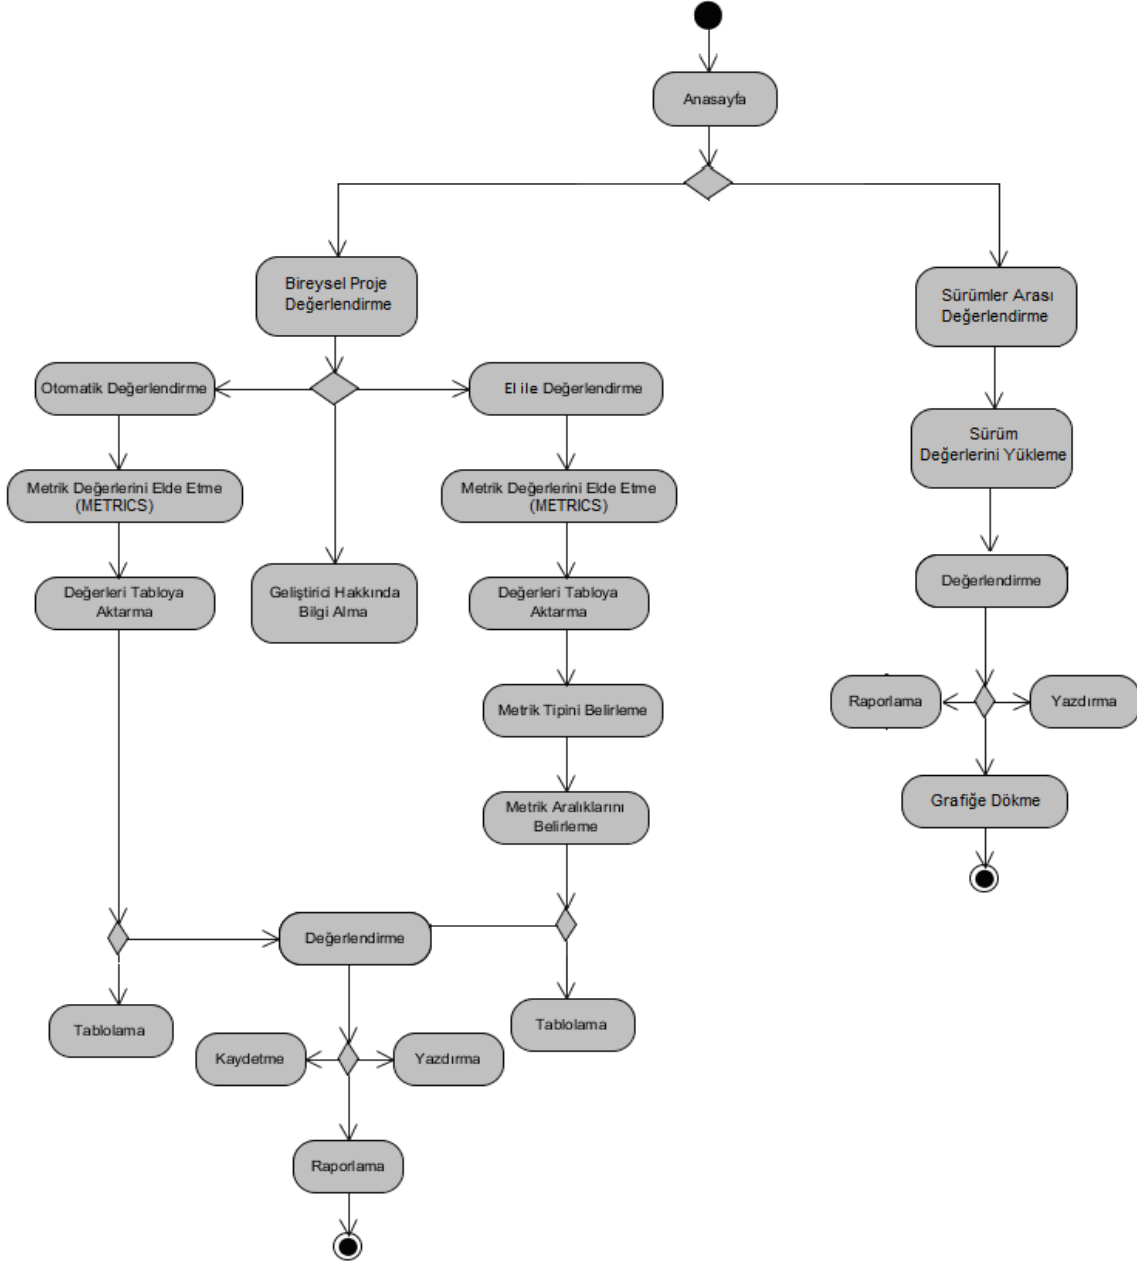 Anasayfa
Bireysel Proje
Değerlendirme
Sürümler Arası
Değerlendirme
Otomatik Değerlendirme
El ile Değerlendirme
Sürüm
Değerlerini Yükleme
Metrik Değerlerini Elde Etme
(METRICS)
Metrik Değerlerini Elde Etme
(METRICS)
Değerleri Tabloya
Aktarma
Geliştirici Hakkında
Bilgi Alma
Değerleri Tabloya
Aktarma
Değerlendirme
Metrik Tipini Belirleme
Raporlama
Yazdırma
Metrik Aralıklarını
Belirleme
Grafiğe Dökme
Değerlendirme
Tablolama
Tablolama
Kaydetme
Yazdırma
Raporlama